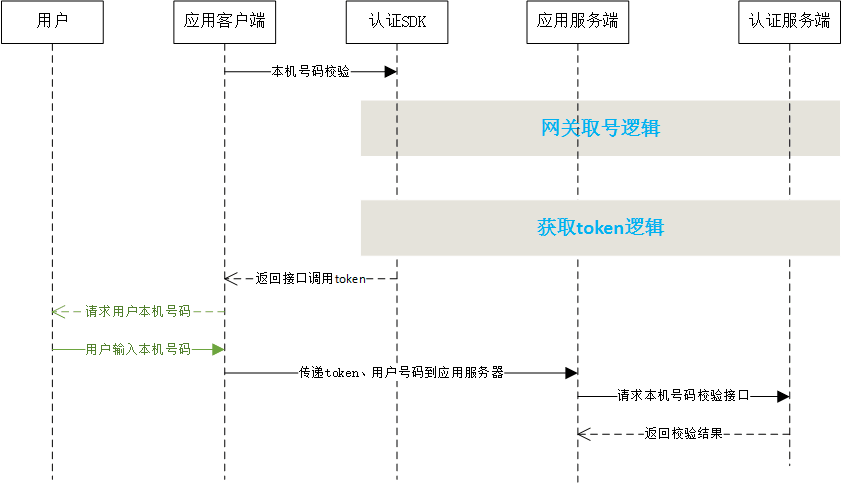 用户
应用客户端
认证SDK
应用服务端
认证服务端
本机号码校验
网关取号逻辑
获取token逻辑
返回接口调用token
请求用户本机号码
用户输入本机号码
传递token、用户号码到应用服务器
请求本机号码校验接口
返回校验结果